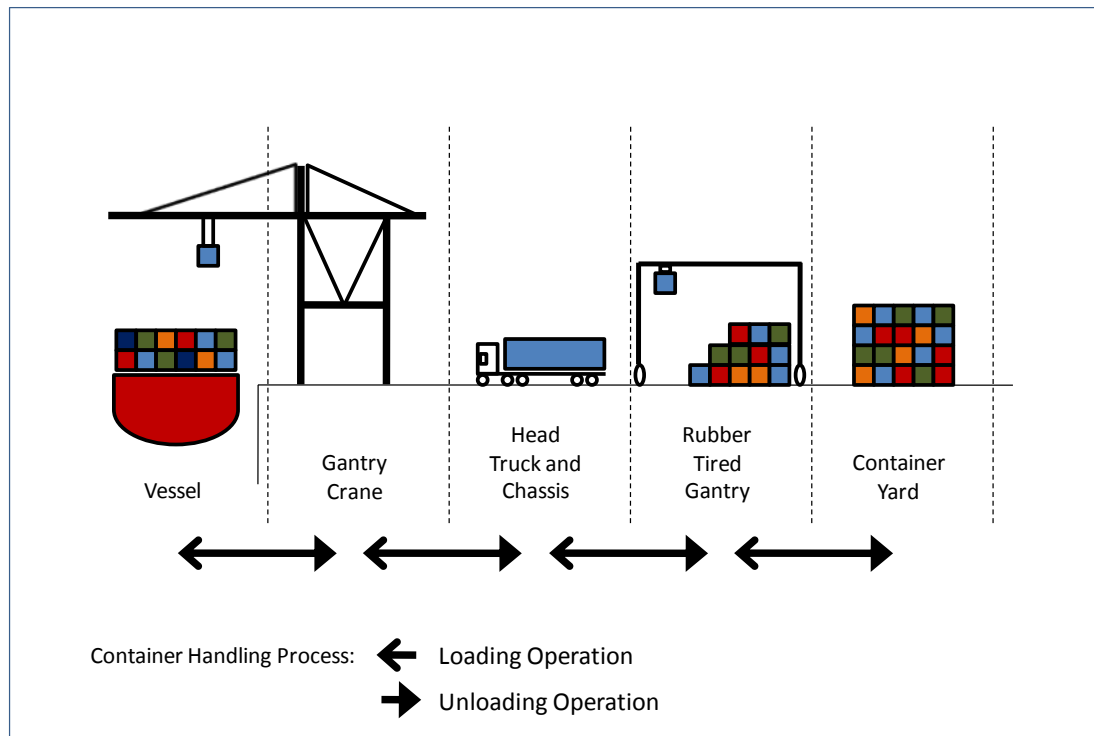 Vessel
Gantry
Crane
Head
Truck and
Chassis
Rubber
Tired
Gantry
Container
Yard
Container Handling Process:
Loading Operation
Unloading Operation